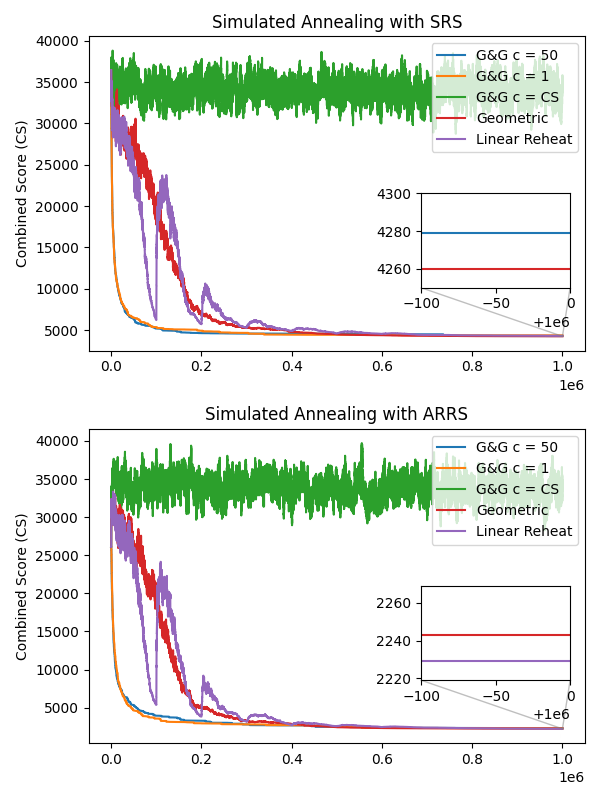 Simulated Annealing with SRS
Combined Score (CS)
40000
35000
30000
25000
20000
15000
10000
5000
G&G c = 50
G&G c = 1
G&G c = CS
Geometric
Linear Reheat
4300
4280
4260
−100
−50
0
+1e6
0.0
0.2
0.4
0.6
0.8
1.0
1e6
Simulated Annealing with ARRS
Combined Score (CS)
40000
35000
30000
25000
20000
15000
10000
5000
G&G c = 50
G&G c = 1
G&G c = CS
Geometric
Linear Reheat
2260
2240
2220
−100
−50
0
+1e6
0.0
0.2
0.4
0.6
0.8
1.0
1e6